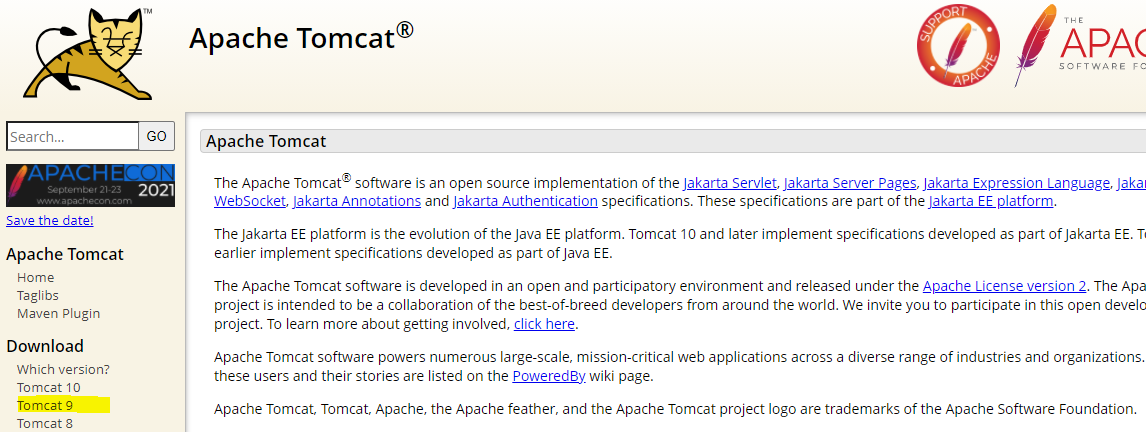 TM
Apache Tomcat®
SUPPORT
APACHE
THE
APAC
SOFTWARE FO
Search...
GO
APACHECON
September 21-23 2021
www.apachecon.com
Save the date!
Apache Tomcat
Home
Taglibs
Maven Plugin
Download
Which version?
Tomcat 10
Tomcat 9
Tomcat 8
Apache Tomcat
The Apache Tomcat® software is an open source implementation of the Jakarta Servlet, Jakarta Server Pages, Jakarta Expression Language, Jaka
WebSocket, Jakarta Annotations and Jakarta Authentication specifications. These specifications are part of the Jakarta EE platform.
The Jakarta EE platform is the evolution of the Java EE platform. Tomcat 10 and later implement specifications developed as part of Jakarta EE. To
earlier implement specifications developed as part of Java EE.
The Apache Tomcat software is developed in an open and participatory environment and released under the Apache License version 2. The Apa
project is intended to be a collaboration of the best-of-breed developers from around the world. We invite you to participate in this open develo
project. To learn more about getting involved, click here.
Apache Tomcat software powers numerous large-scale, mission-critical web applications across a diverse range of industries and organizations.
these users and their stories are listed on the PoweredBy wiki page.
Apache Tomcat, Tomcat, Apache, the Apache feather, and the Apache Tomcat project logo are trademarks of the Apache Software Foundation.